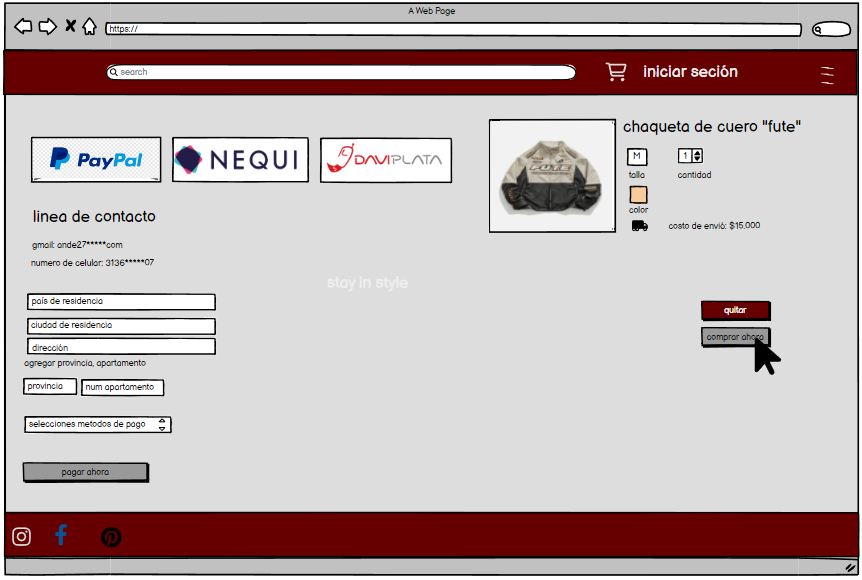 A Web Page
https://
search
iniciar seción
PayPal
NEQUI
DAVIPLATA
chaqueta de cuero "fute"
M
1
talla
cantidad
color
costo de envió: $15,000
linea de contacto
gmail: ande27*****com
numero de celular: 3136*****07
stay in style
país de residencia
ciudad de residencia
dirección
agregar provincia, apartamento
provincia
num apartamento
selecciones metodos de pago
pagar ahora
quitar
comprar ahora